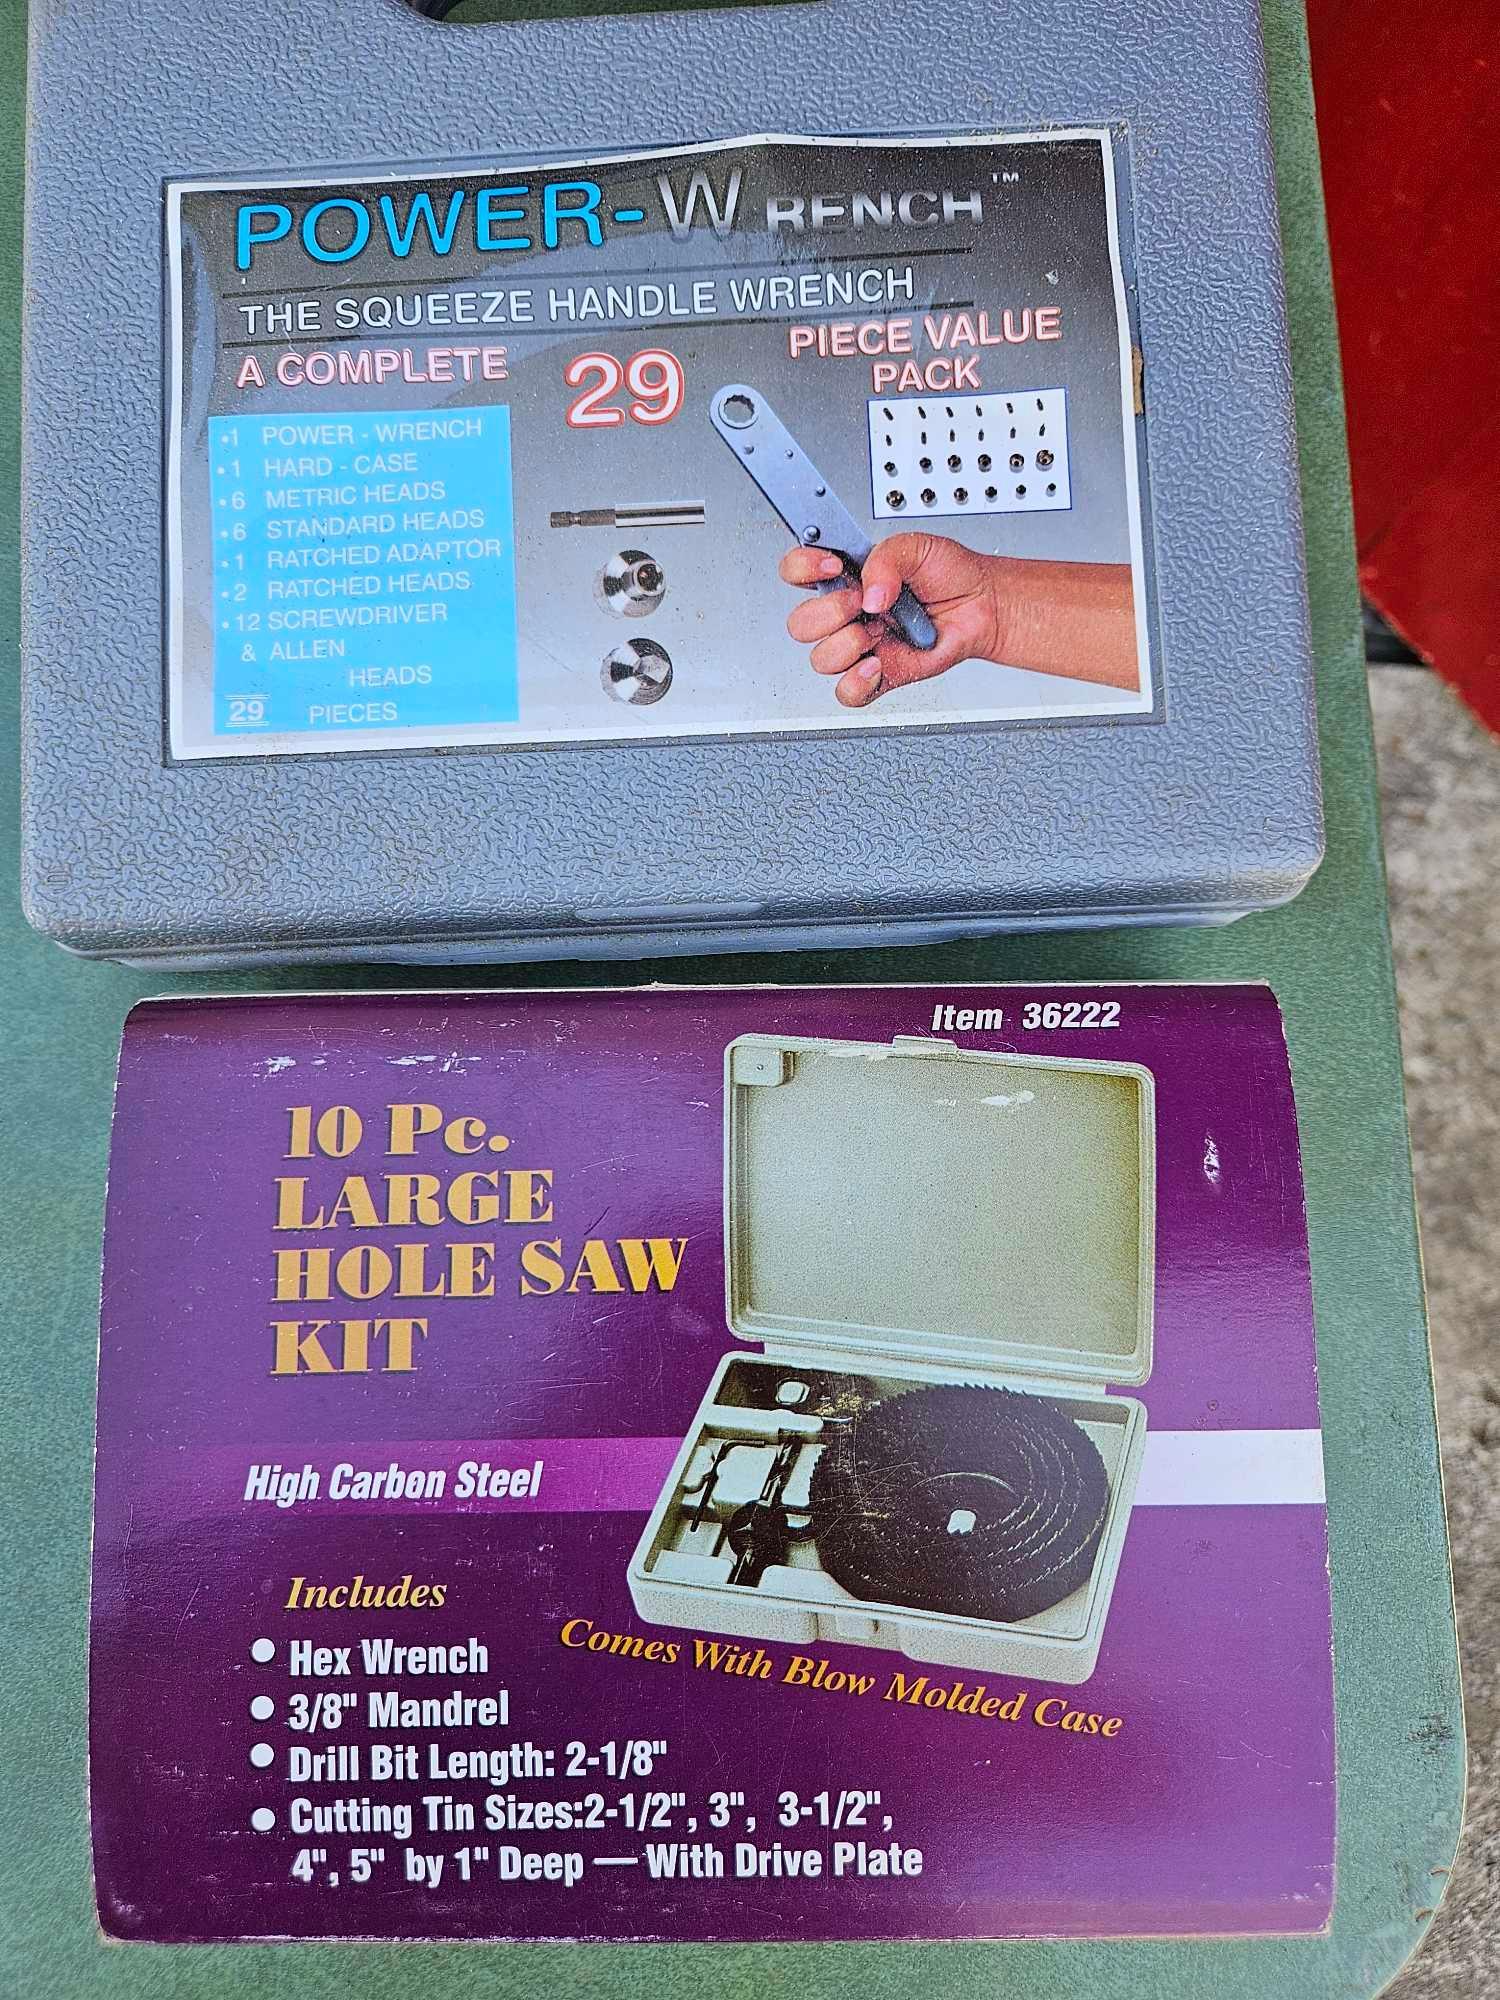 POWER-WRENCH™
THE SQUEEZE HANDLE WRENCH
A COMPLETE 29 PIECE VALUE
PACK
•1 POWER - WRENCH
•1 HARD - CASE
•6 METRIC HEADS
•6 STANDARD HEADS
•1 RATCHED ADAPTOR
•2 RATCHED HEADS
•12 SCREWDRIVER
& ALLEN
HEADS
29 PIECES
Item 36222
10 Pc.
LARGE
HOLE SAW
KIT
High Carbon Steel
Includes
● Hex Wrench
● 3/8" Mandrel
● Drill Bit Length: 2-1/8"
● Cutting Tin Sizes:2-1/2", 3", 3-1/2",
4", 5" by 1" Deep — With Drive Plate
Comes With Blow Molded Case